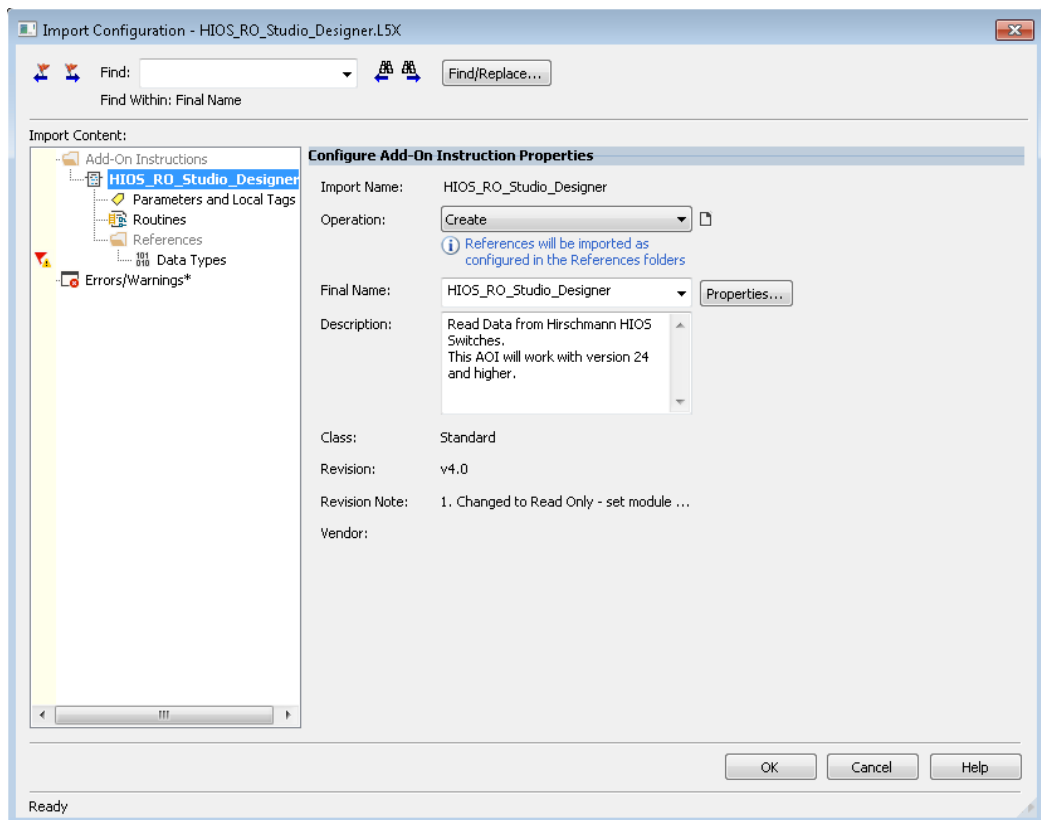 Import Configuration - HIOS_RO_Studio_Designer.L5X
Find:
Find/Replace...
Find Within: Final Name
Import Content:
Add-On Instructions
HIOS_RO_Studio_Designer
Parameters and Local Tags
Routines
References
Data Types
Errors/Warnings*
Configure Add-On Instruction Properties
Import Name: HIOS_RO_Studio_Designer
Operation: Create
References will be imported as
configured in the References folders
Final Name: HIOS_RO_Studio_Designer Properties...
Description: Read Data from Hirschmann HIOS
Switches.
This AOI will work with version 24
and higher.
Class: Standard
Revision: v4.0
Revision Note: 1. Changed to Read Only - set module ...
Vendor:
OK Cancel Help
Ready